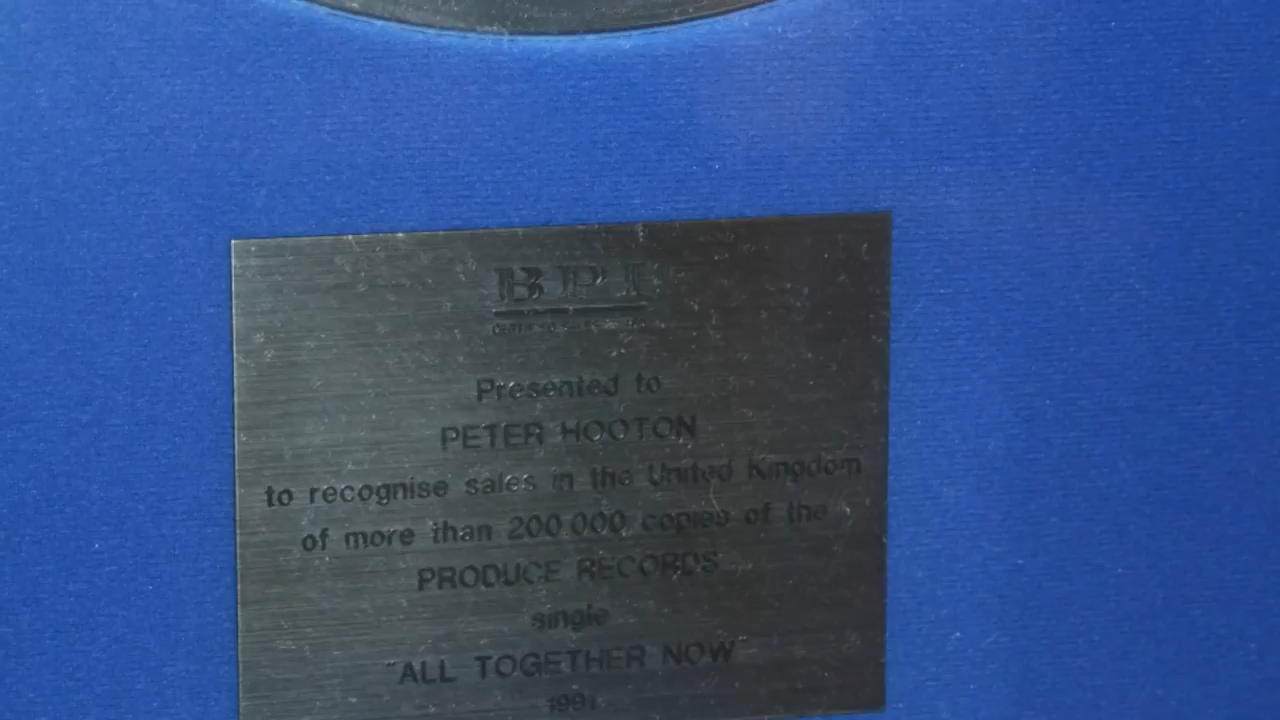 BPI
Presented to
PETER HOOTON
to recognise sales in the United Kingdom
of more than 200.000 copies of the
PRODUCE RECORDS
single
"ALL TOGETHER NOW"
1991